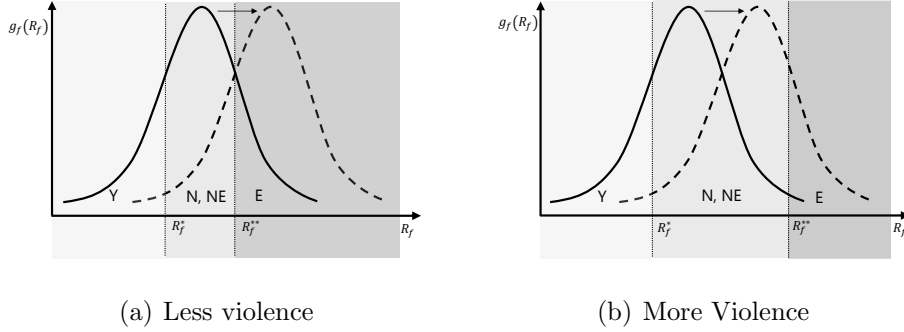 g_f(R_f)
Y
N, NE
E
R_f^*
R_f^{**}
R_f
(a) Less violence
g_f(R_f)
Y
N, NE
E
R_f^*
R_f^{**}
R_f
(b) More Violence